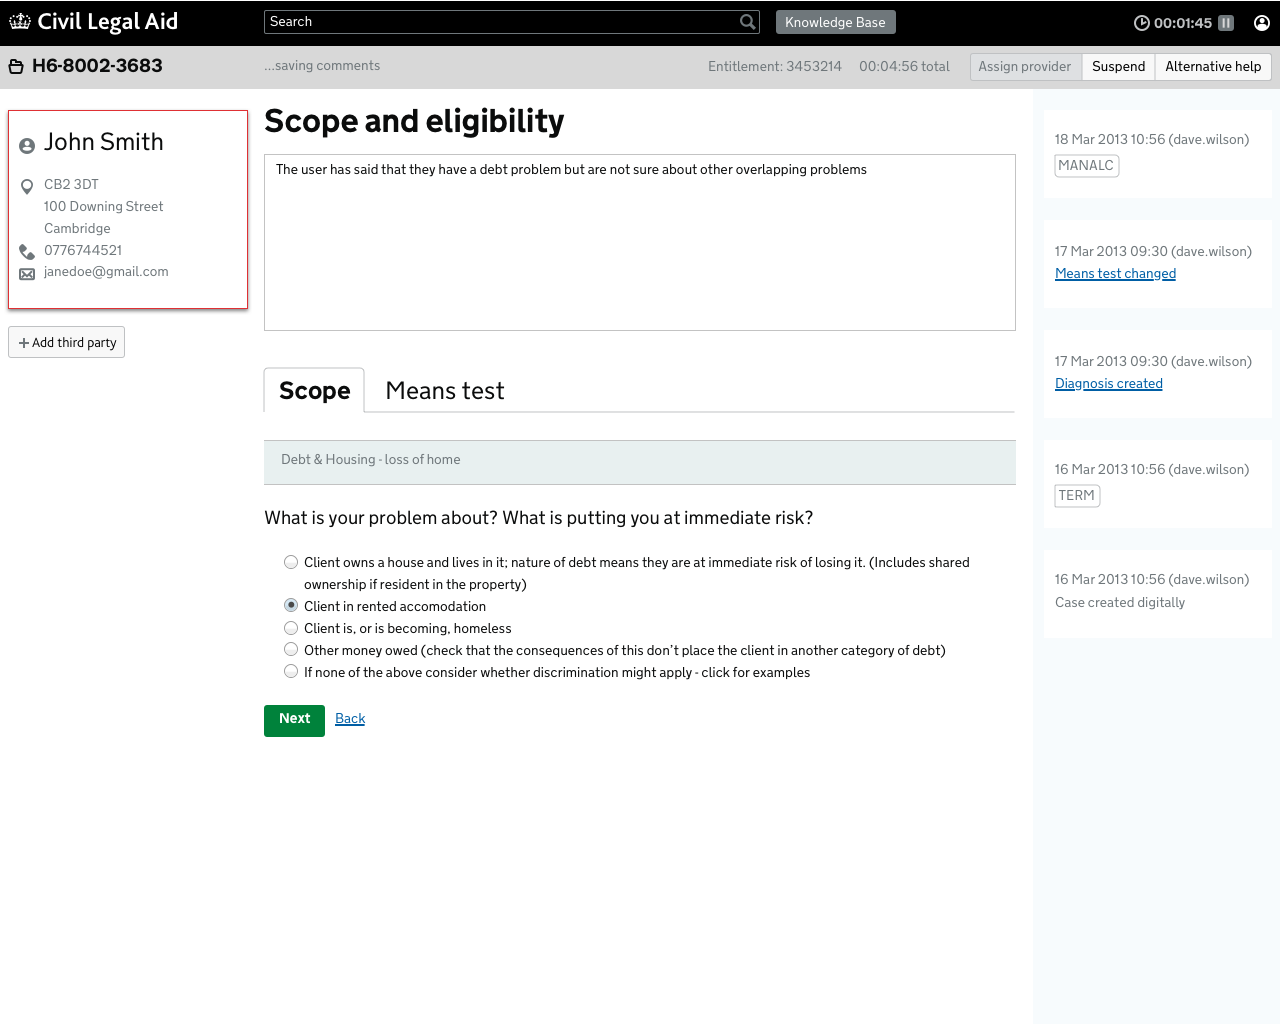 Civil Legal Aid
Search
Knowledge Base
00:01:45
H6-8002-3683
...saving comments
Entitlement: 3453214
00:04:56 total
Assign provider
Suspend
Alternative help
John Smith
CB2 3DT
100 Downing Street
Cambridge
0776744521
janedoe@gmail.com
Add third party
Scope and eligibility
The user has said that they have a debt problem but are not sure about other overlapping problems
Scope
Means test
Debt & Housing - loss of home
What is your problem about? What is putting you at immediate risk?
Client owns a house and lives in it; nature of debt means they are at immediate risk of losing it. (Includes shared
ownership if resident in the property)
Client in rented accomodation
Client is, or is becoming, homeless
Other money owed (check that the consequences of this don't place the client in another category of debt)
If none of the above consider whether discrimination might apply - click for examples
Next
Back
18 Mar 2013 10:56 (dave.wilson)
MANALC
17 Mar 2013 09:30 (dave.wilson)
Means test changed
17 Mar 2013 09:30 (dave.wilson)
Diagnosis created
16 Mar 2013 10:56 (dave.wilson)
TERM
16 Mar 2013 10:56 (dave.wilson)
Case created digitally